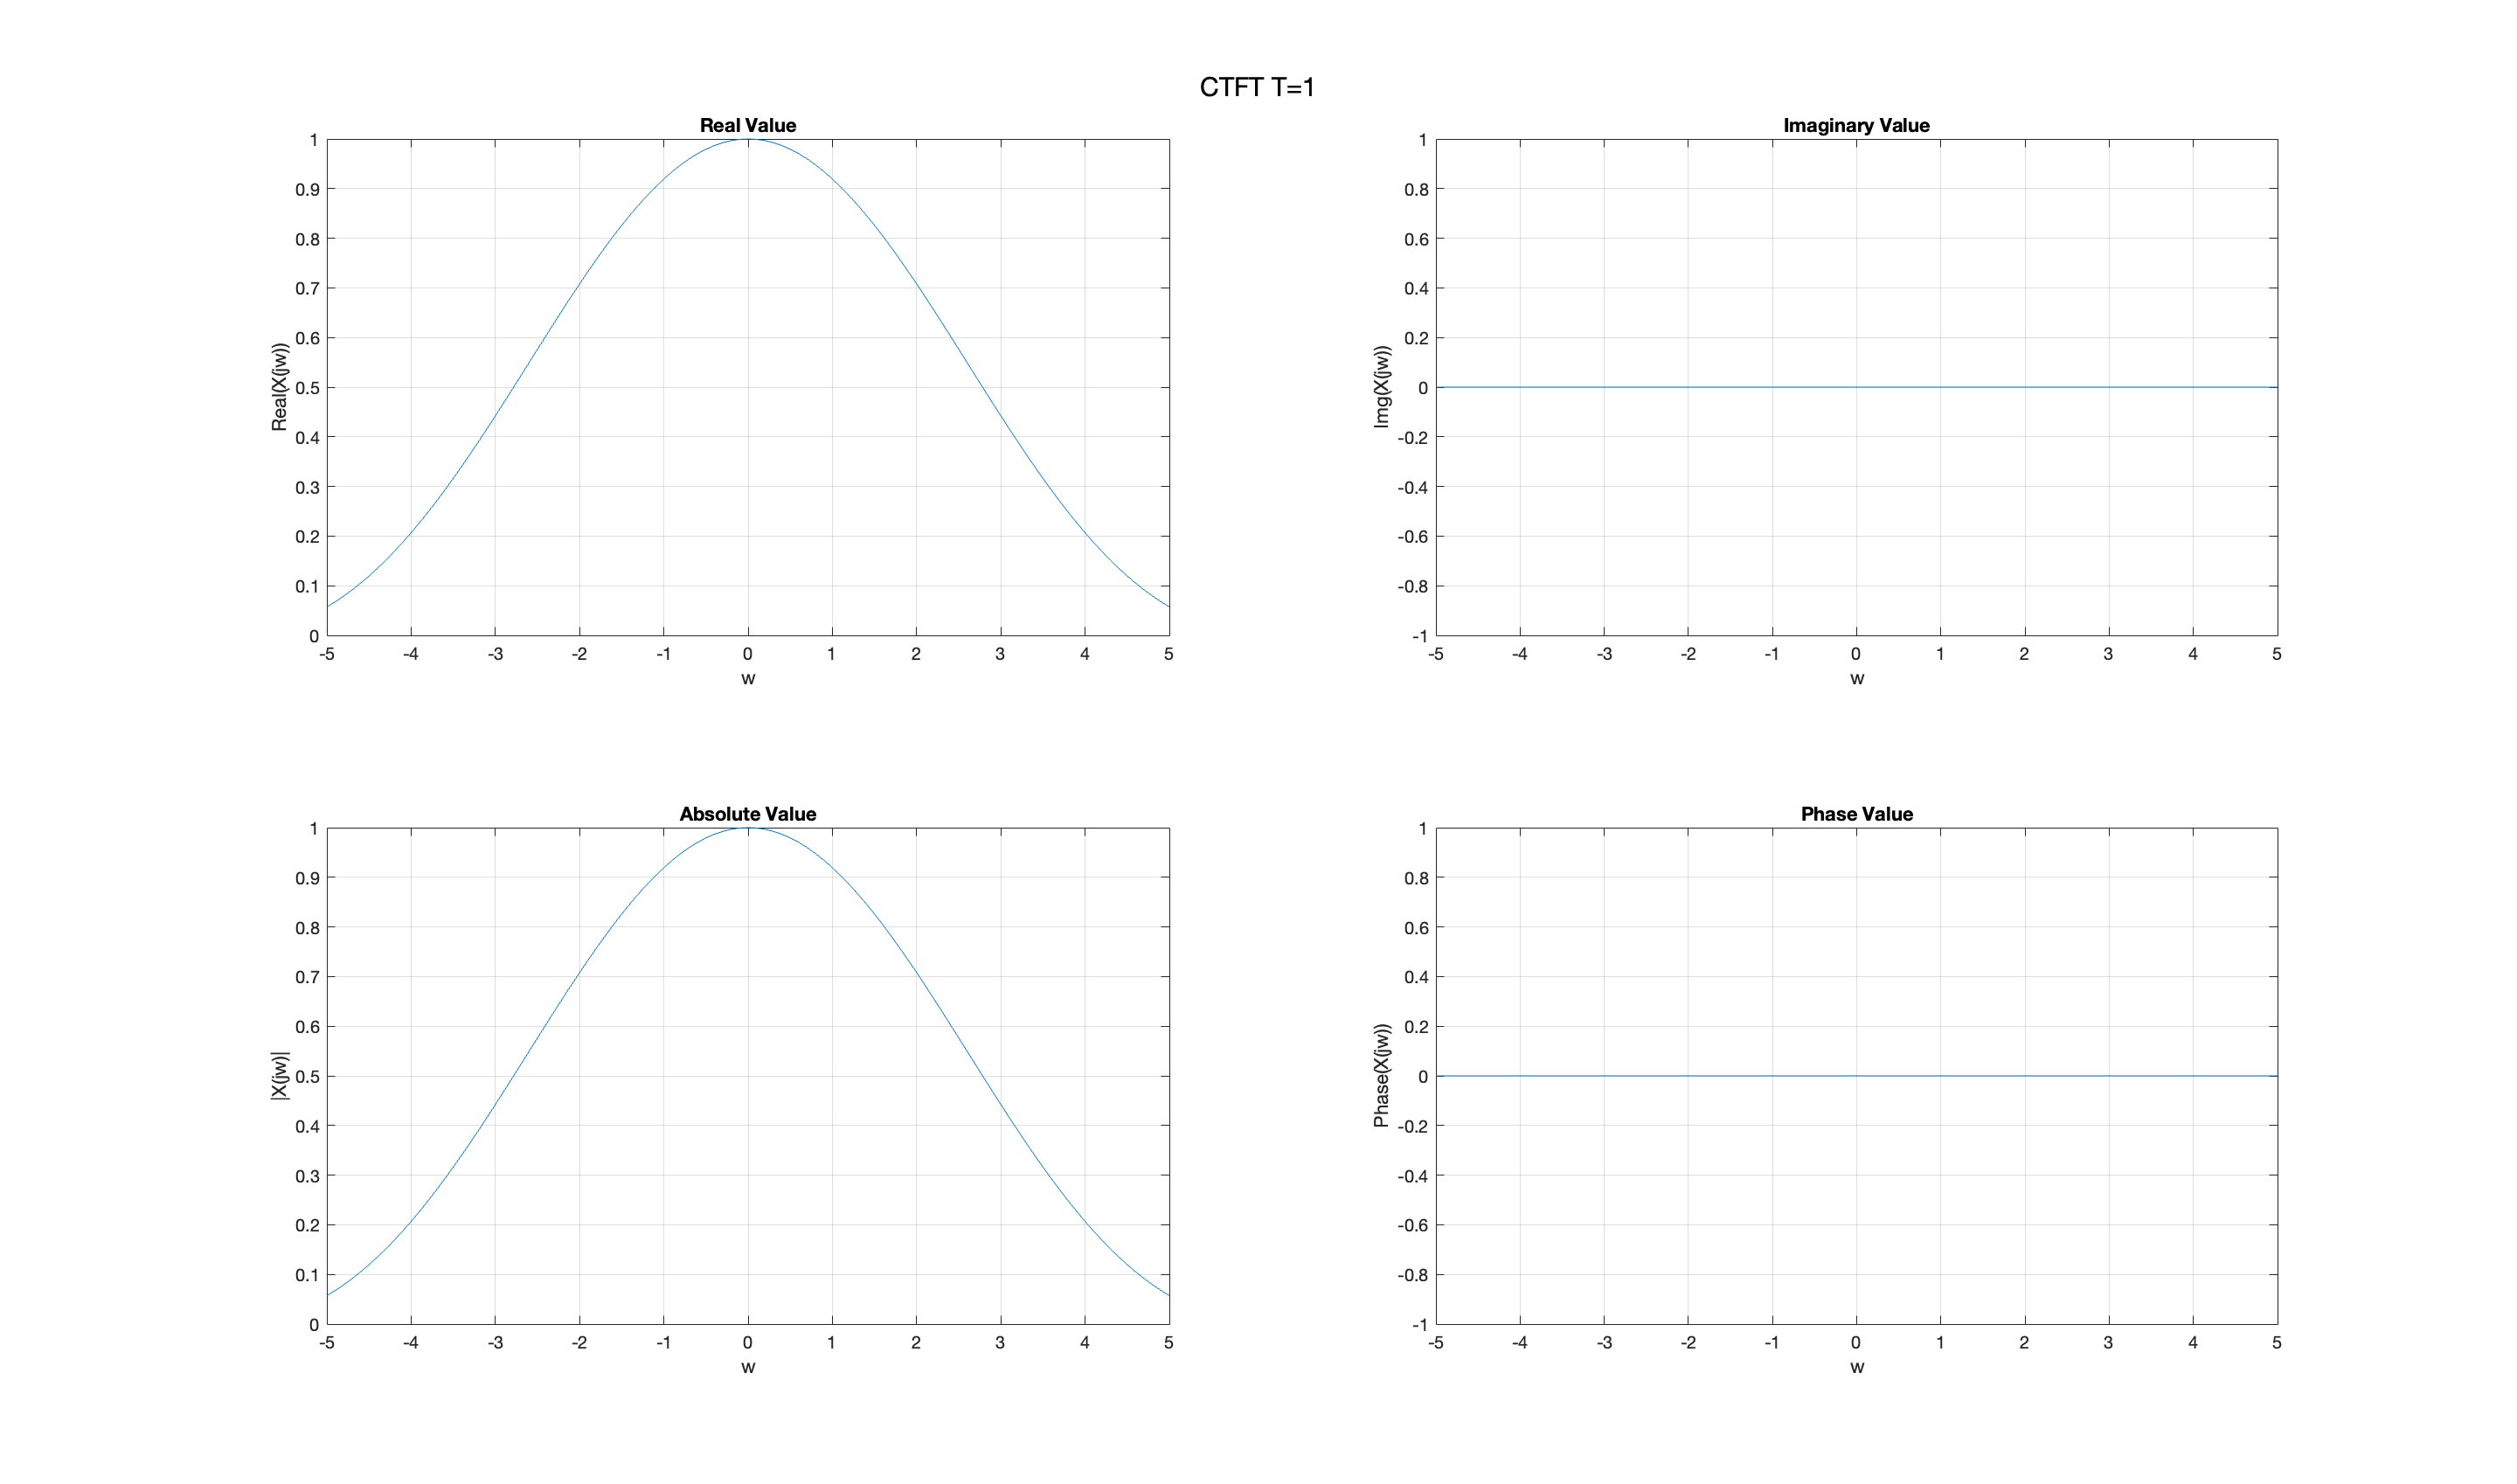 CTFT T=1
Real Value
Real(X(jw))
1
0.9
0.8
0.7
0.6
0.5
0.4
0.3
0.2
0.1
0
-5 -4 -3 -2 -1 0 1 2 3 4 5
w
Imaginary Value
Img(X(jw))
1
0.8
0.6
0.4
0.2
0
-0.2
-0.4
-0.6
-0.8
-1
-5 -4 -3 -2 -1 0 1 2 3 4 5
w
Absolute Value
|X(jw)|
1
0.9
0.8
0.7
0.6
0.5
0.4
0.3
0.2
0.1
0
-5 -4 -3 -2 -1 0 1 2 3 4 5
w
Phase Value
Phase(X(jw))
1
0.8
0.6
0.4
0.2
0
-0.2
-0.4
-0.6
-0.8
-1
-5 -4 -3 -2 -1 0 1 2 3 4 5
w